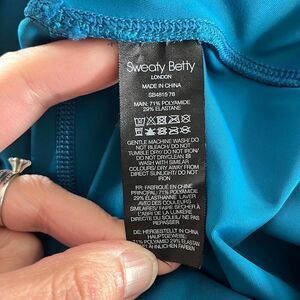 Sweaty Betty
LONDON
MADE IN CHINA
SB4815 78
MAIN: 71% POLYAMIDE
29% ELASTANE
GENTLE MACHINE WASH/ DO
NOT BLEACH/ DO NOT
TUMBLE DRY/ DO NOT IRON/
DO NOT DRYCLEAN
WASH WITH SIMILAR
COLOURS/ DRY AWAY FROM
DIRECT SUNLIGHT/ DO NOT
IRON
FR: FABRIQUÉ EN CHINE
PRINCIPAL: 71% POLYAMIDE
29% ÉLASTHANNE LAVER
AVEC DES COULEURS
SIMILAIRES/ FAIRE SÉCHER À
L'ABRI DE LA LUMIÈRE
DIRECTE DU SOLEIL/ NE PAS
REPASSER
DE: HERGESTELLT IN CHINA
HAUPTGEWEBE:
71% POLYAMID 29% ELASTAN